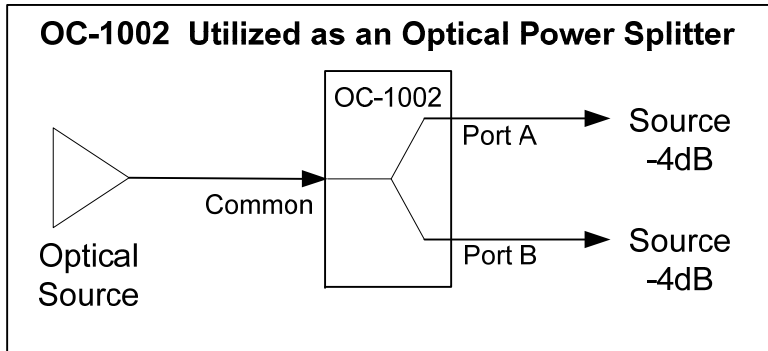 OC-1002 Utilized as an Optical Power Splitter
OC-1002
Port A
Source
-4dB
Common
Optical
Source
Port B
Source
-4dB